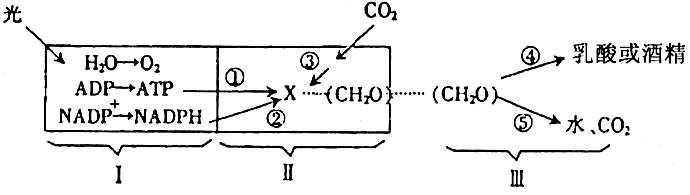 光
CO₂
H₂O→O₂
ADP→ATP
NADP⁺→NADPH
①
②
③
X
(CH₂O)
(CH₂O)
④
乳酸或酒精
⑤
水、CO₂
Ⅰ
Ⅱ
Ⅲ